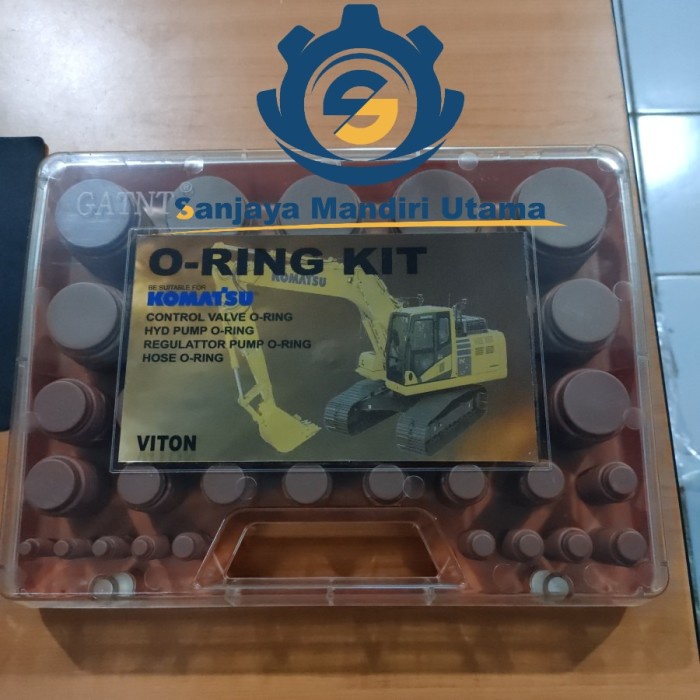 GATNT®
Sanjaya Mandiri Utama
O-RING KIT
BE SUITABLE FOR
KOMATSU
KOMATSU
CONTROL VALVE O-RING
HYD PUMP O-RING
REGULATTOR PUMP O-RING
HOSE O-RING
VITON